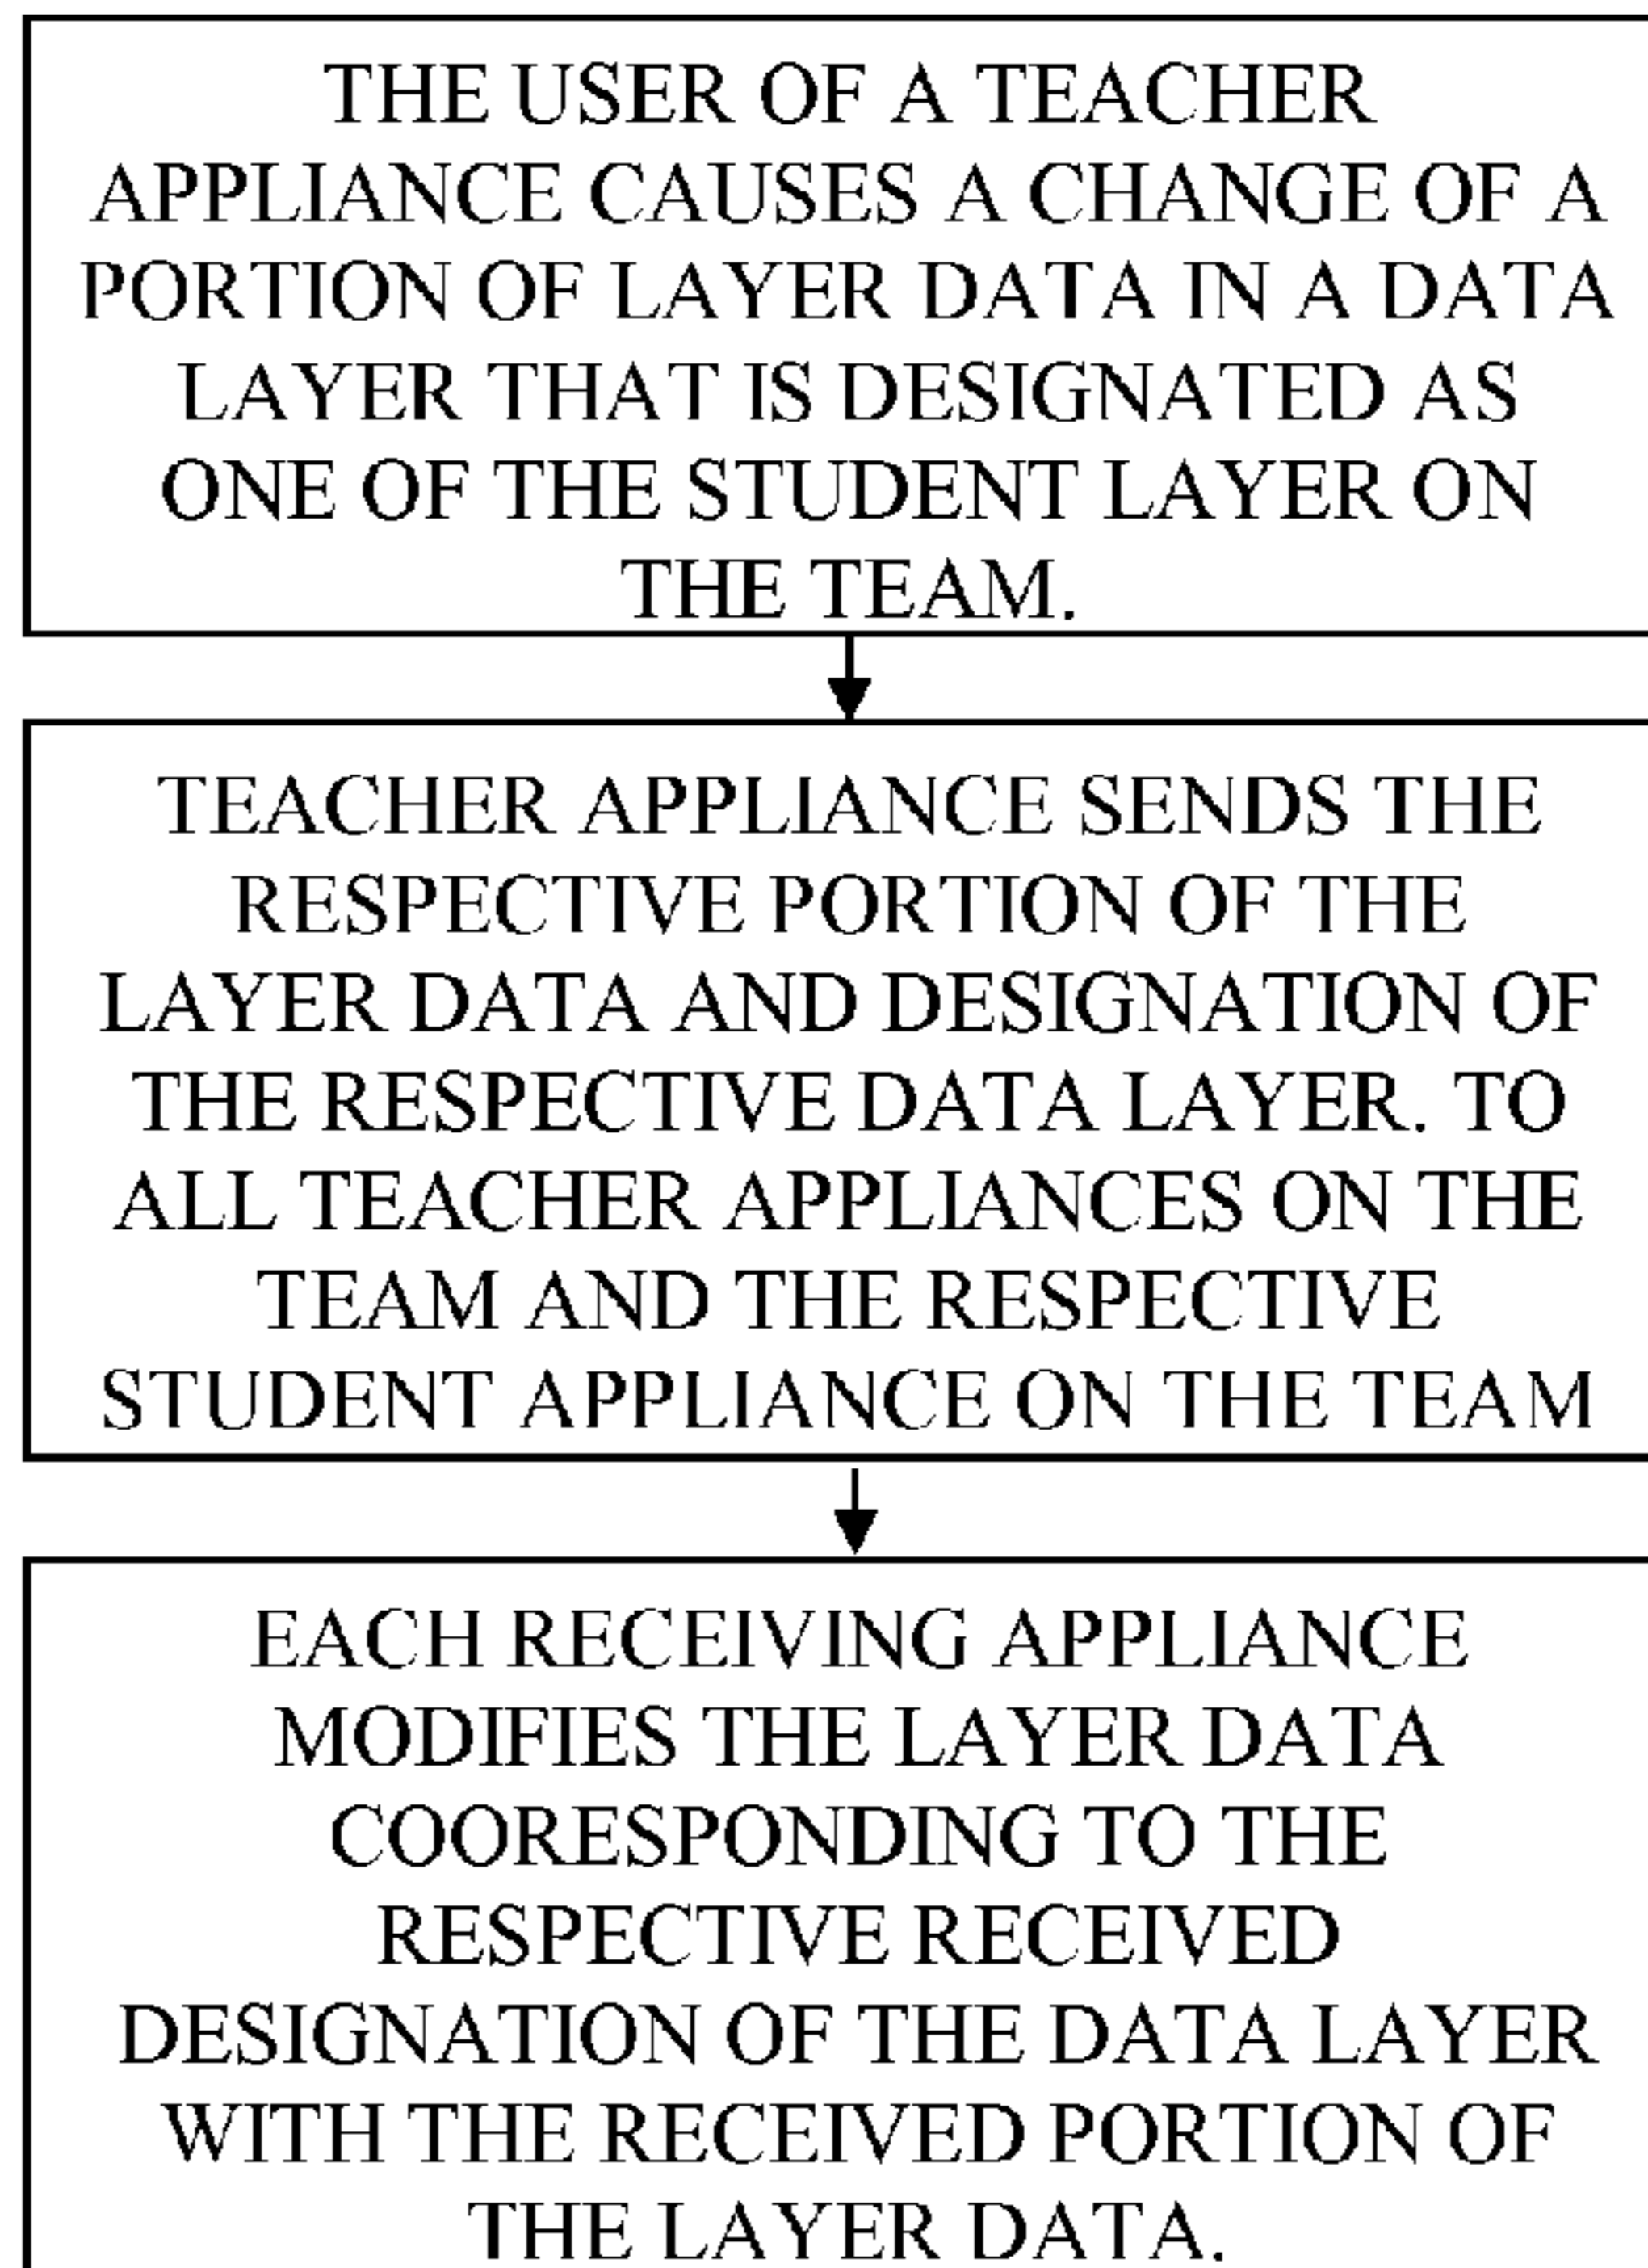 THE USER OF A TEACHER
APPLIANCE CAUSES A CHANGE OF A
PORTION OF LAYER DATA IN A DATA
LAYER THAT IS DESIGNATED AS
ONE OF THE STUDENT LAYER ON
THE TEAM.
TEACHER APPLIANCE SENDS THE
RESPECTIVE PORTION OF THE
LAYER DATA AND DESIGNATION OF
THE RESPECTIVE DATA LAYER. TO
ALL TEACHER APPLIANCES ON THE
TEAM AND THE RESPECTIVE
STUDENT APPLIANCE ON THE TEAM
EACH RECEIVING APPLIANCE
MODIFIES THE LAYER DATA
COORESPONDING TO THE
RESPECTIVE RECEIVED
DESIGNATION OF THE DATA LAYER
WITH THE RECEIVED PORTION OF
THE LAYER DATA.